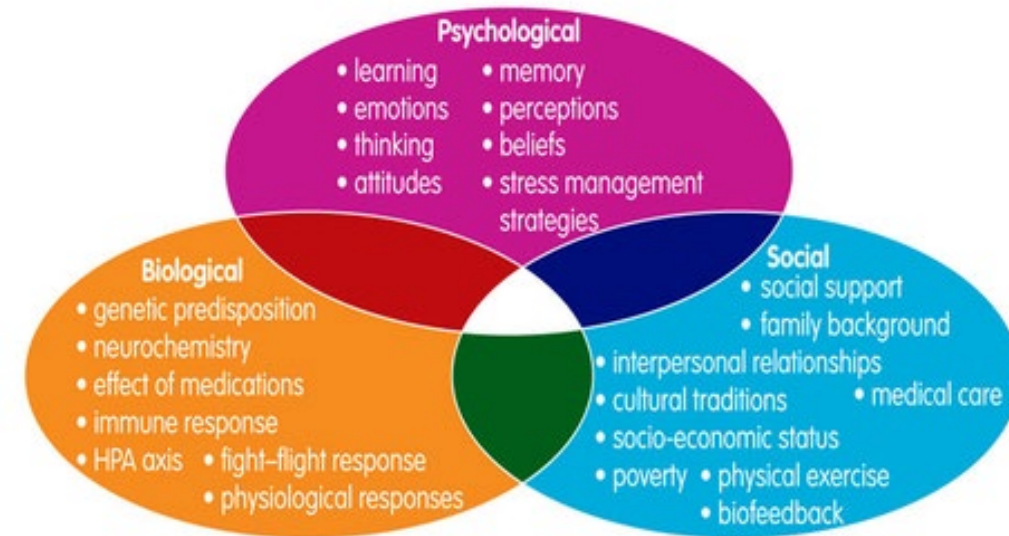 Psychological
• learning
• emotions
• thinking
• attitudes
• memory
• perceptions
• beliefs
• stress management
strategies
Biological
• genetic predisposition
• neurochemistry
• effect of medications
• immune response
• HPA axis • fight–flight response
• physiological responses
Social
• social support
• family background
• interpersonal relationships
• medical care
• cultural traditions
• socio-economic status
• poverty • physical exercise
• biofeedback